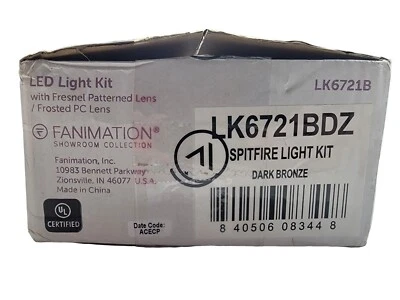 LED Light Kit
with Fresnel Patterned Lens
/ Frosted PC Lens
FANIMATION®
SHOWROOM COLLECTION
Fanimation, Inc.
10983 Bennett Parkway
Zionsville, IN 46077 U.S.A.
Made in China
UL
CERTIFIED
Date Code:
ACECP
LK6721B
LK6721BDZ
SPITFIRE LIGHT KIT
DARK BRONZE
8 40506 08344 8